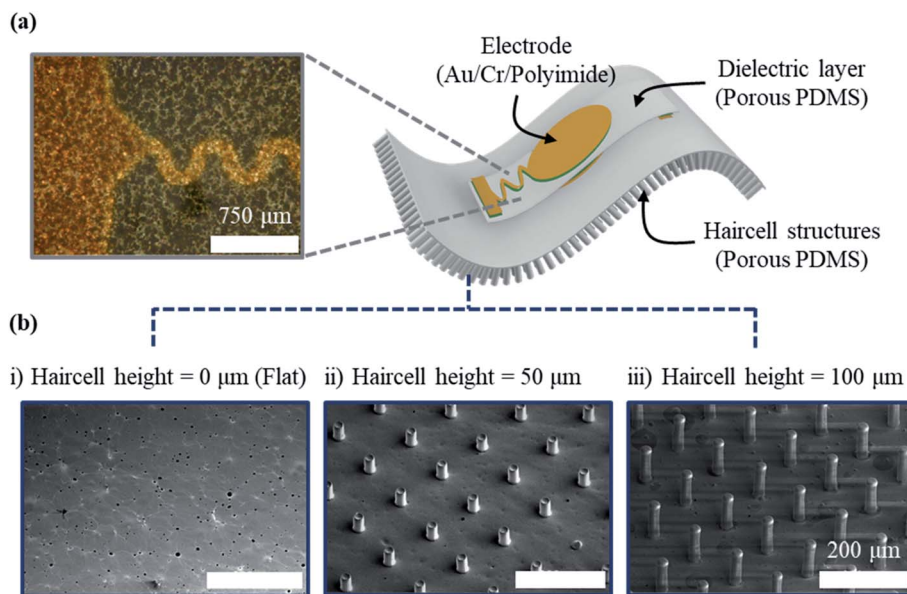 (a)
Electrode
(Au/Cr/Polyimide)
Dielectric layer
(Porous PDMS)
750 μm
Haircell structures
(Porous PDMS)
(b)
i) Haircell height = 0 μm (Flat)
ii) Haircell height = 50 μm
iii) Haircell height = 100 μm
200 μm